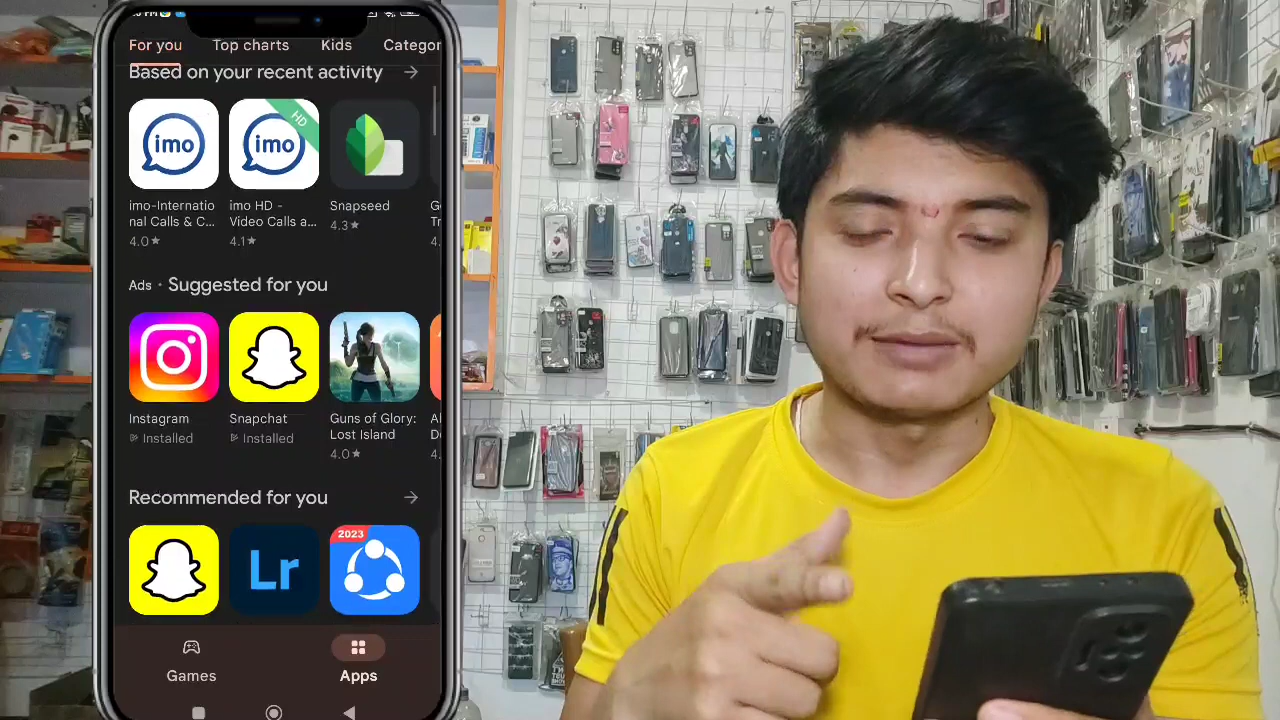 For you Top charts Kids Categor
Based on your recent activity
imo imo HD
imo-Internatio
nal Calls & C...
4.0★
imo HD -
Video Calls a...
4.1★
Snapseed
4.3★
Ads • Suggested for you
Instagram
Installed
Snapchat
Installed
Guns of Glory:
Lost Island
4.0★
Recommended for you
Lr
2023
Games Apps